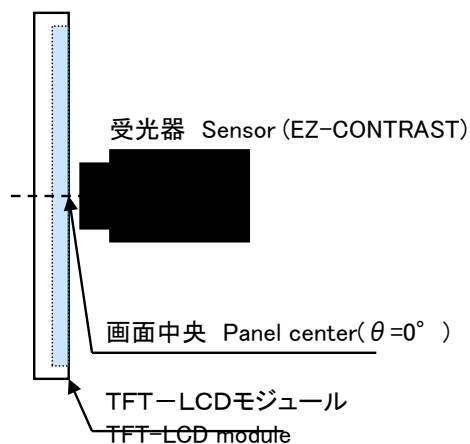 受光器 Sensor (EZ-CONTRAST)
画面中央 Panel center(θ=0°)
TFT－LCDモジュール
TFT-LCD module